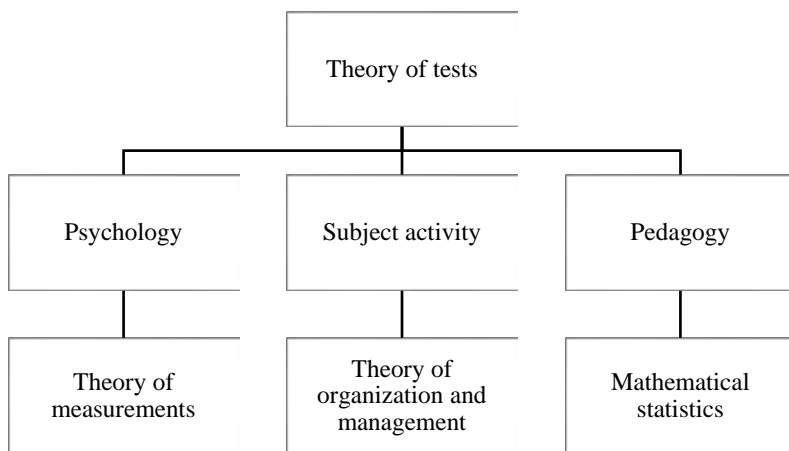 Theory of tests
Psychology
Subject activity
Pedagogy
Theory of
measurements
Theory of
organization and
management
Mathematical
statistics